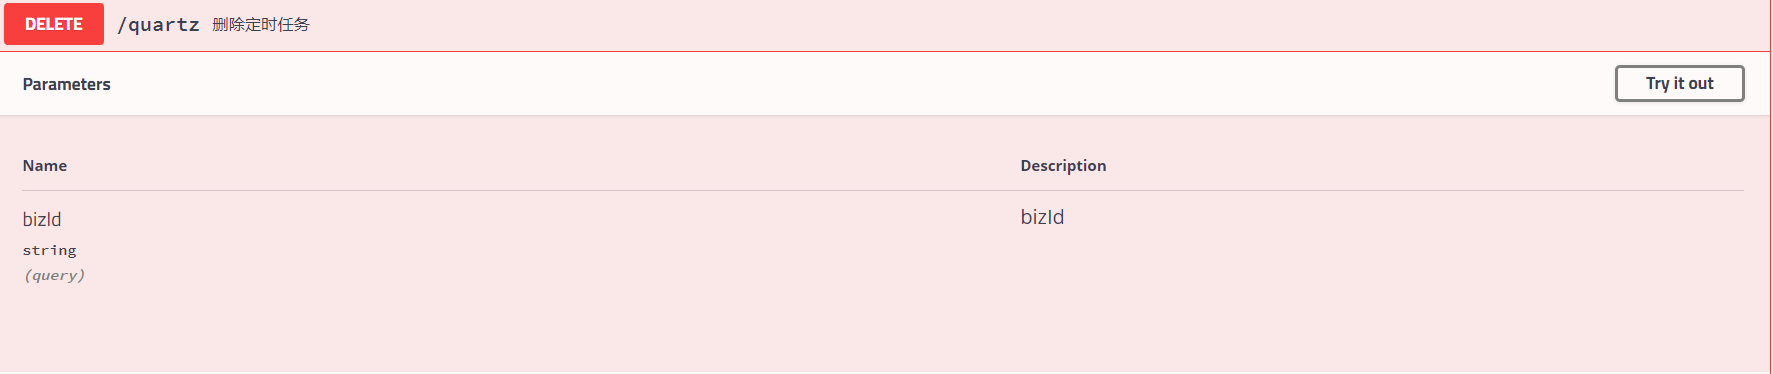 DELETE /quartz 删除定时任务
Parameters Try it out
Name Description
bizId bizId
string
(query)